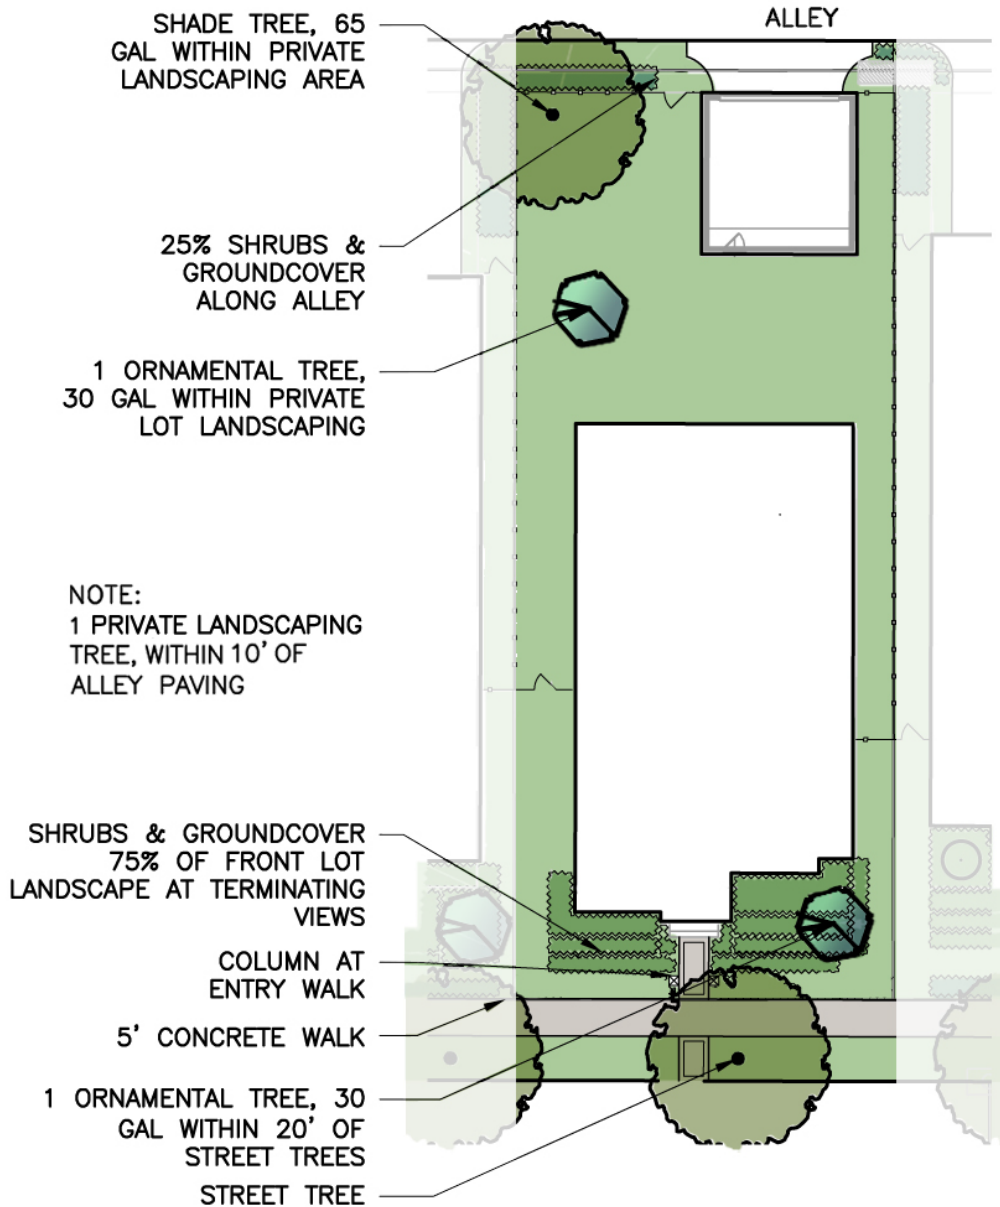 ALLEY
SHADE TREE, 65
GAL WITHIN PRIVATE
LANDSCAPING AREA
25% SHRUBS &
GROUNDCOVER
ALONG ALLEY
1 ORNAMENTAL TREE,
30 GAL WITHIN PRIVATE
LOT LANDSCAPING
NOTE:
1 PRIVATE LANDSCAPING
TREE, WITHIN 10' OF
ALLEY PAVING
SHRUBS & GROUNDCOVER
75% OF FRONT LOT
LANDSCAPE AT TERMINATING
VIEWS
COLUMN AT
ENTRY WALK
5' CONCRETE WALK
1 ORNAMENTAL TREE, 30
GAL WITHIN 20' OF
STREET TREES
STREET TREE